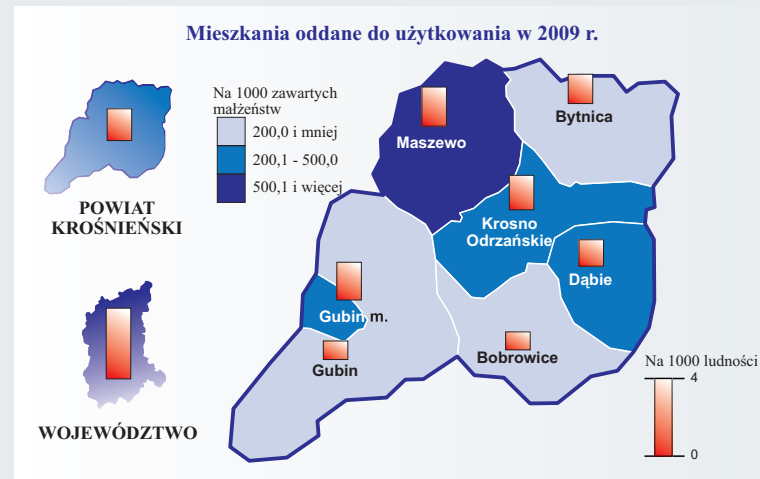 Mieszkania oddane do użytkowania w 2009 r.
Na 1000 zawartych
małżeństw
200,0 i mniej
200,1 - 500,0
500,1 i więcej
POWIAT
KROŚNIEŃSKI
WOJEWÓDZTWO
Maszewo
Bytnica
Krosno
Odrzańskie
Dąbie
Gubin m.
Gubin
Bobrowice
Na 1000 ludności
4
0